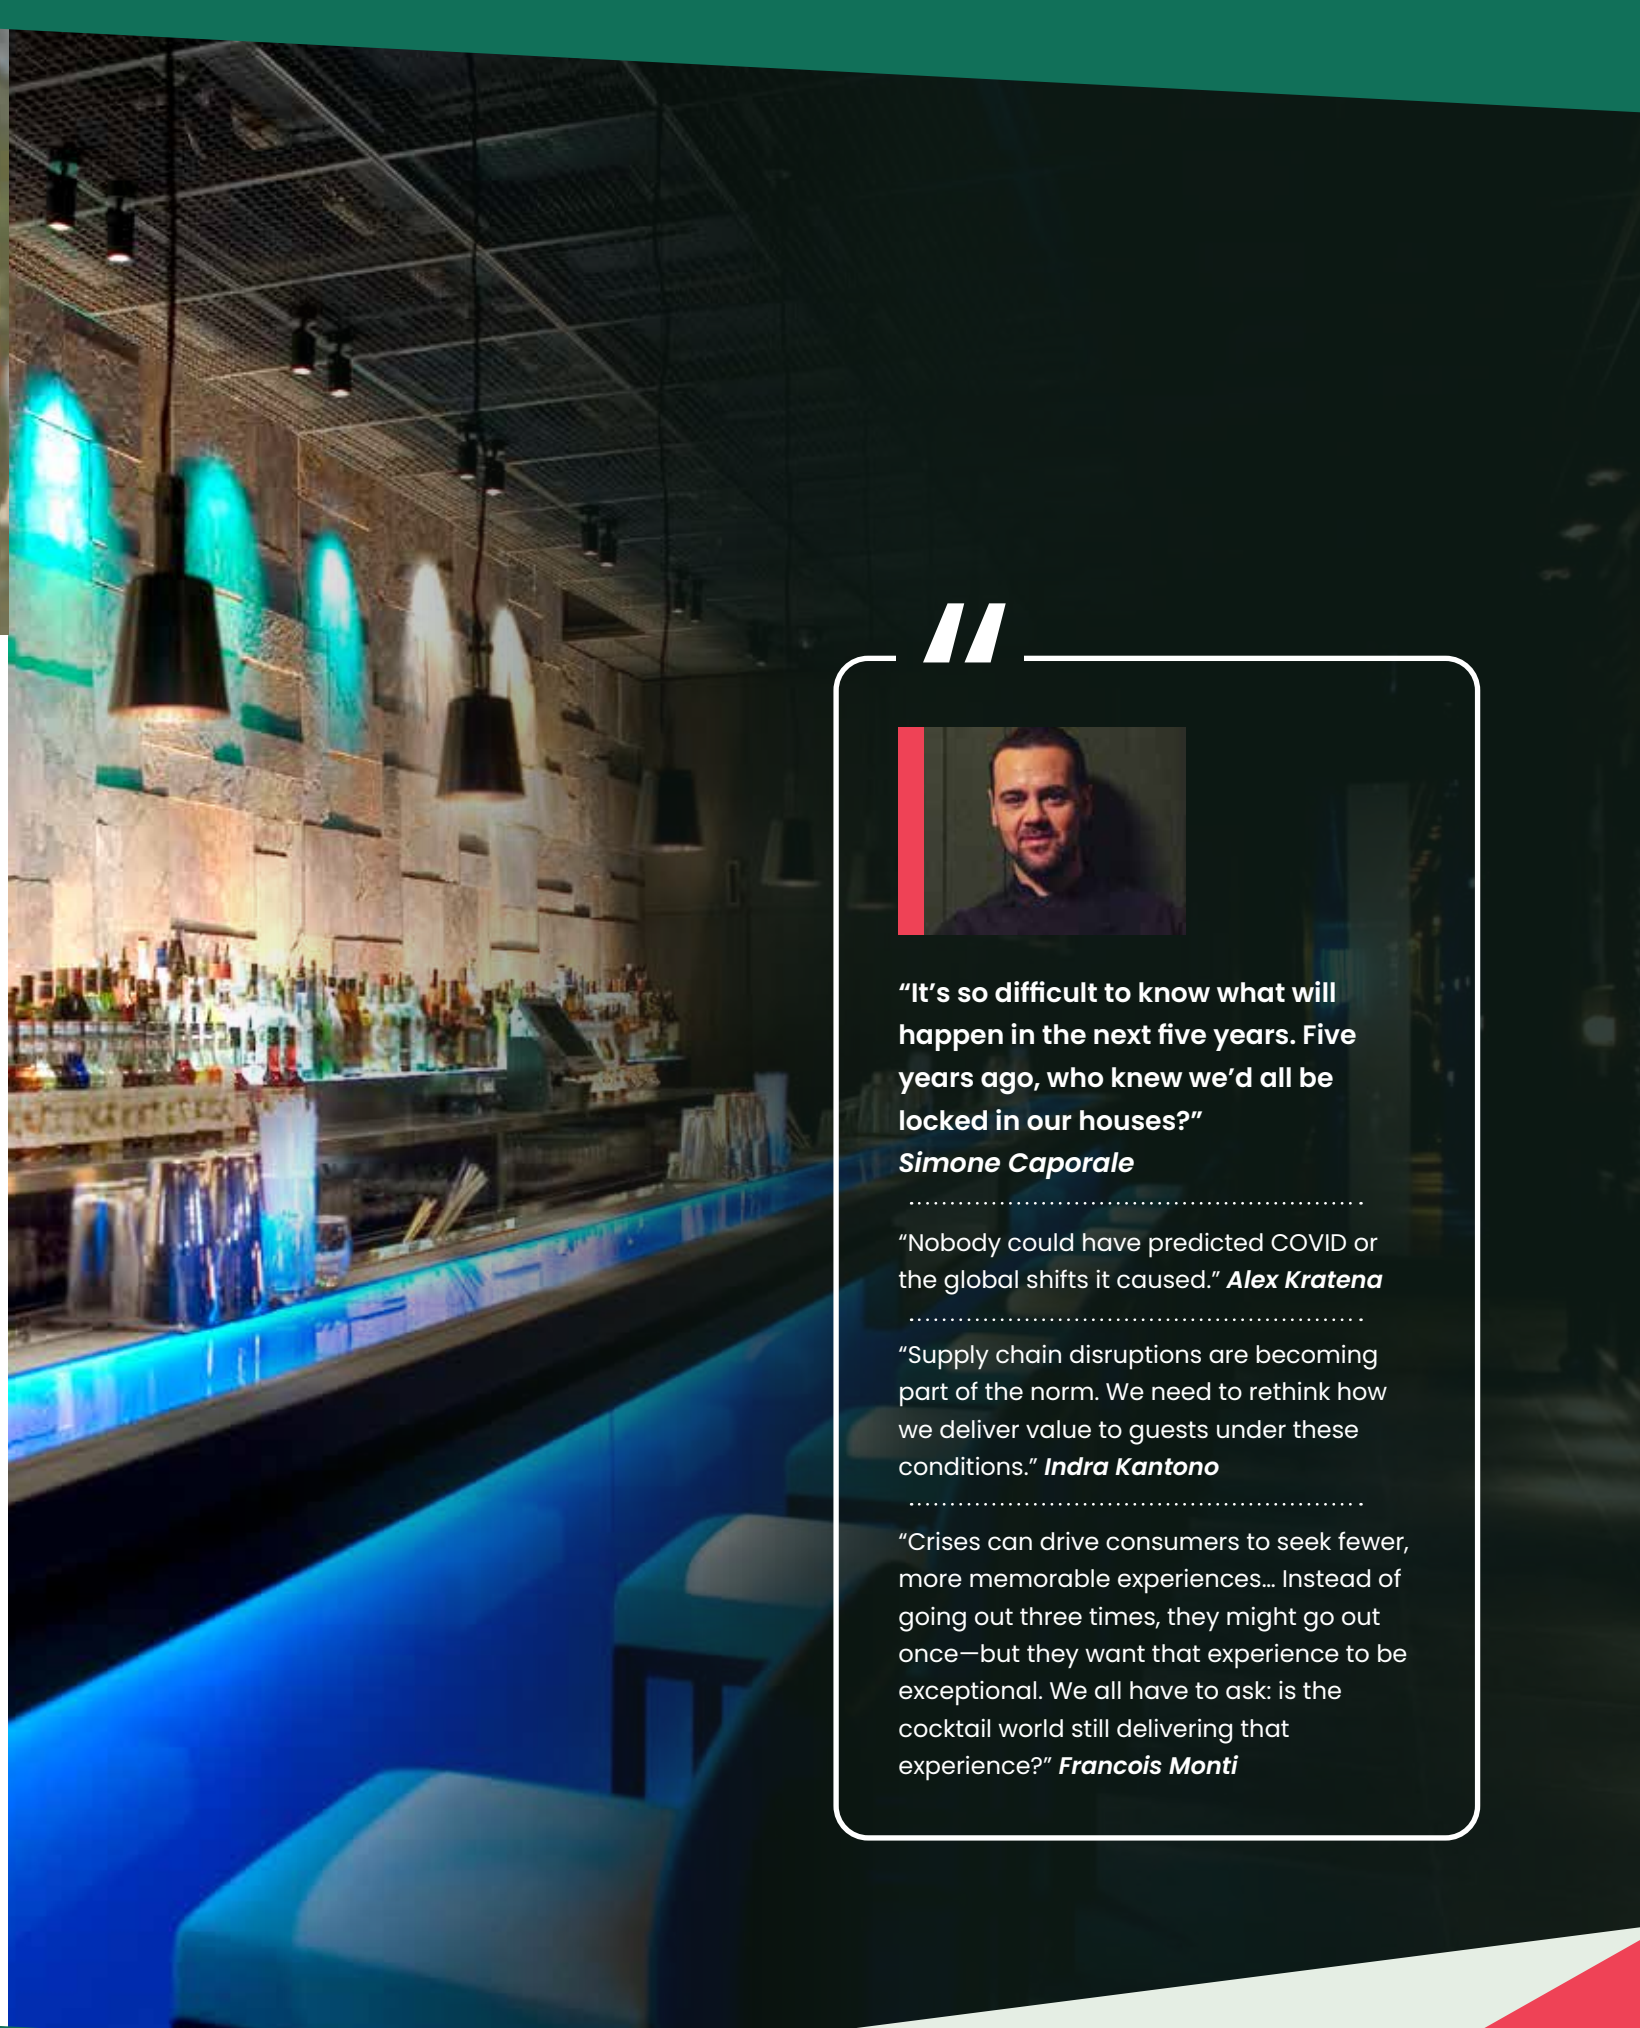 “It’s so difficult to know what will
happen in the next five years. Five
years ago, who knew we’d all be
locked in our houses?”
Simone Caporale
“Nobody could have predicted COVID or
the global shifts it caused.” Alex Kratena
“Supply chain disruptions are becoming
part of the norm. We need to rethink how
we deliver value to guests under these
conditions.” Indra Kantono
“Crises can drive consumers to seek fewer,
more memorable experiences… Instead of
going out three times, they might go out
once—but they want that experience to be
exceptional. We all have to ask: is the
cocktail world still delivering that
experience?” Francois Monti